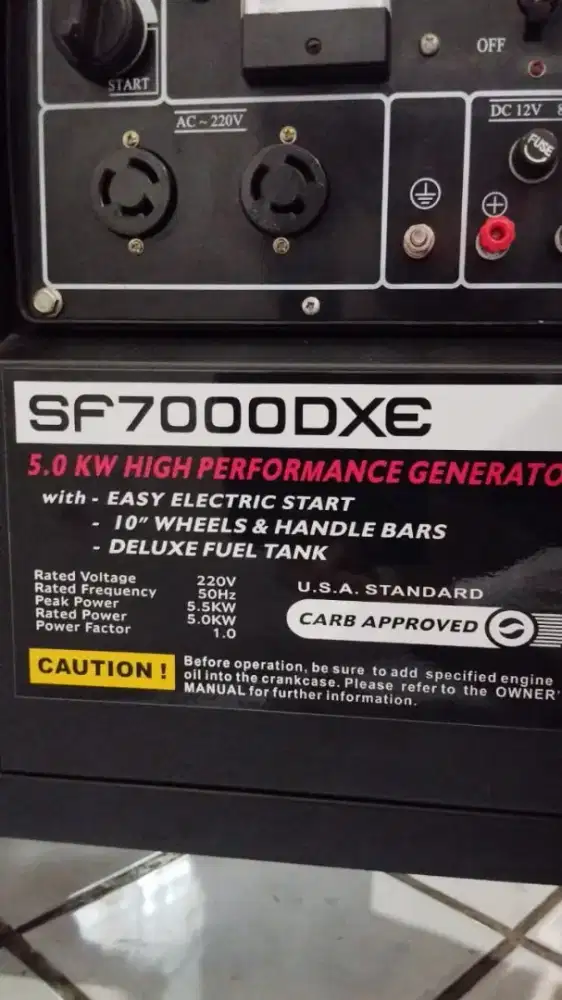 START
OFF
AC ~ 220V
DC 12V
FUSE
SF7000DXE
5.0 KW HIGH PERFORMANCE GENERATO
with - EASY ELECTRIC START
- 10" WHEELS & HANDLE BARS
- DELUXE FUEL TANK
Rated Voltage 220V
Rated Frequency 50Hz
Peak Power 5.5KW
Rated Power 5.0KW
Power Factor 1.0
U.S.A. STANDARD
CARB APPROVED
CAUTION !
Before operation, be sure to add specified engine
oil into the crankcase. Please refer to the OWNER'
MANUAL for further information.